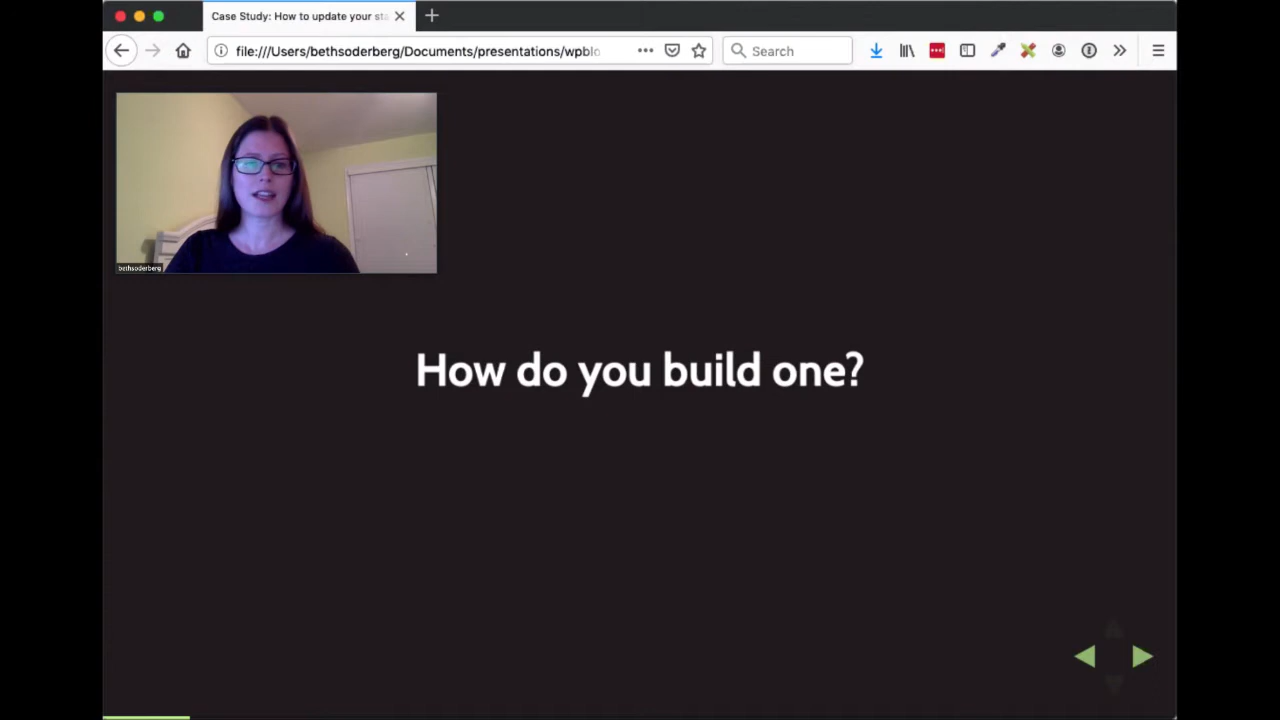 Case Study: How to update your sta
file:///Users/bethsoderberg/Documents/presentations/wpblo
Search
bethsoderberg
How do you build one?